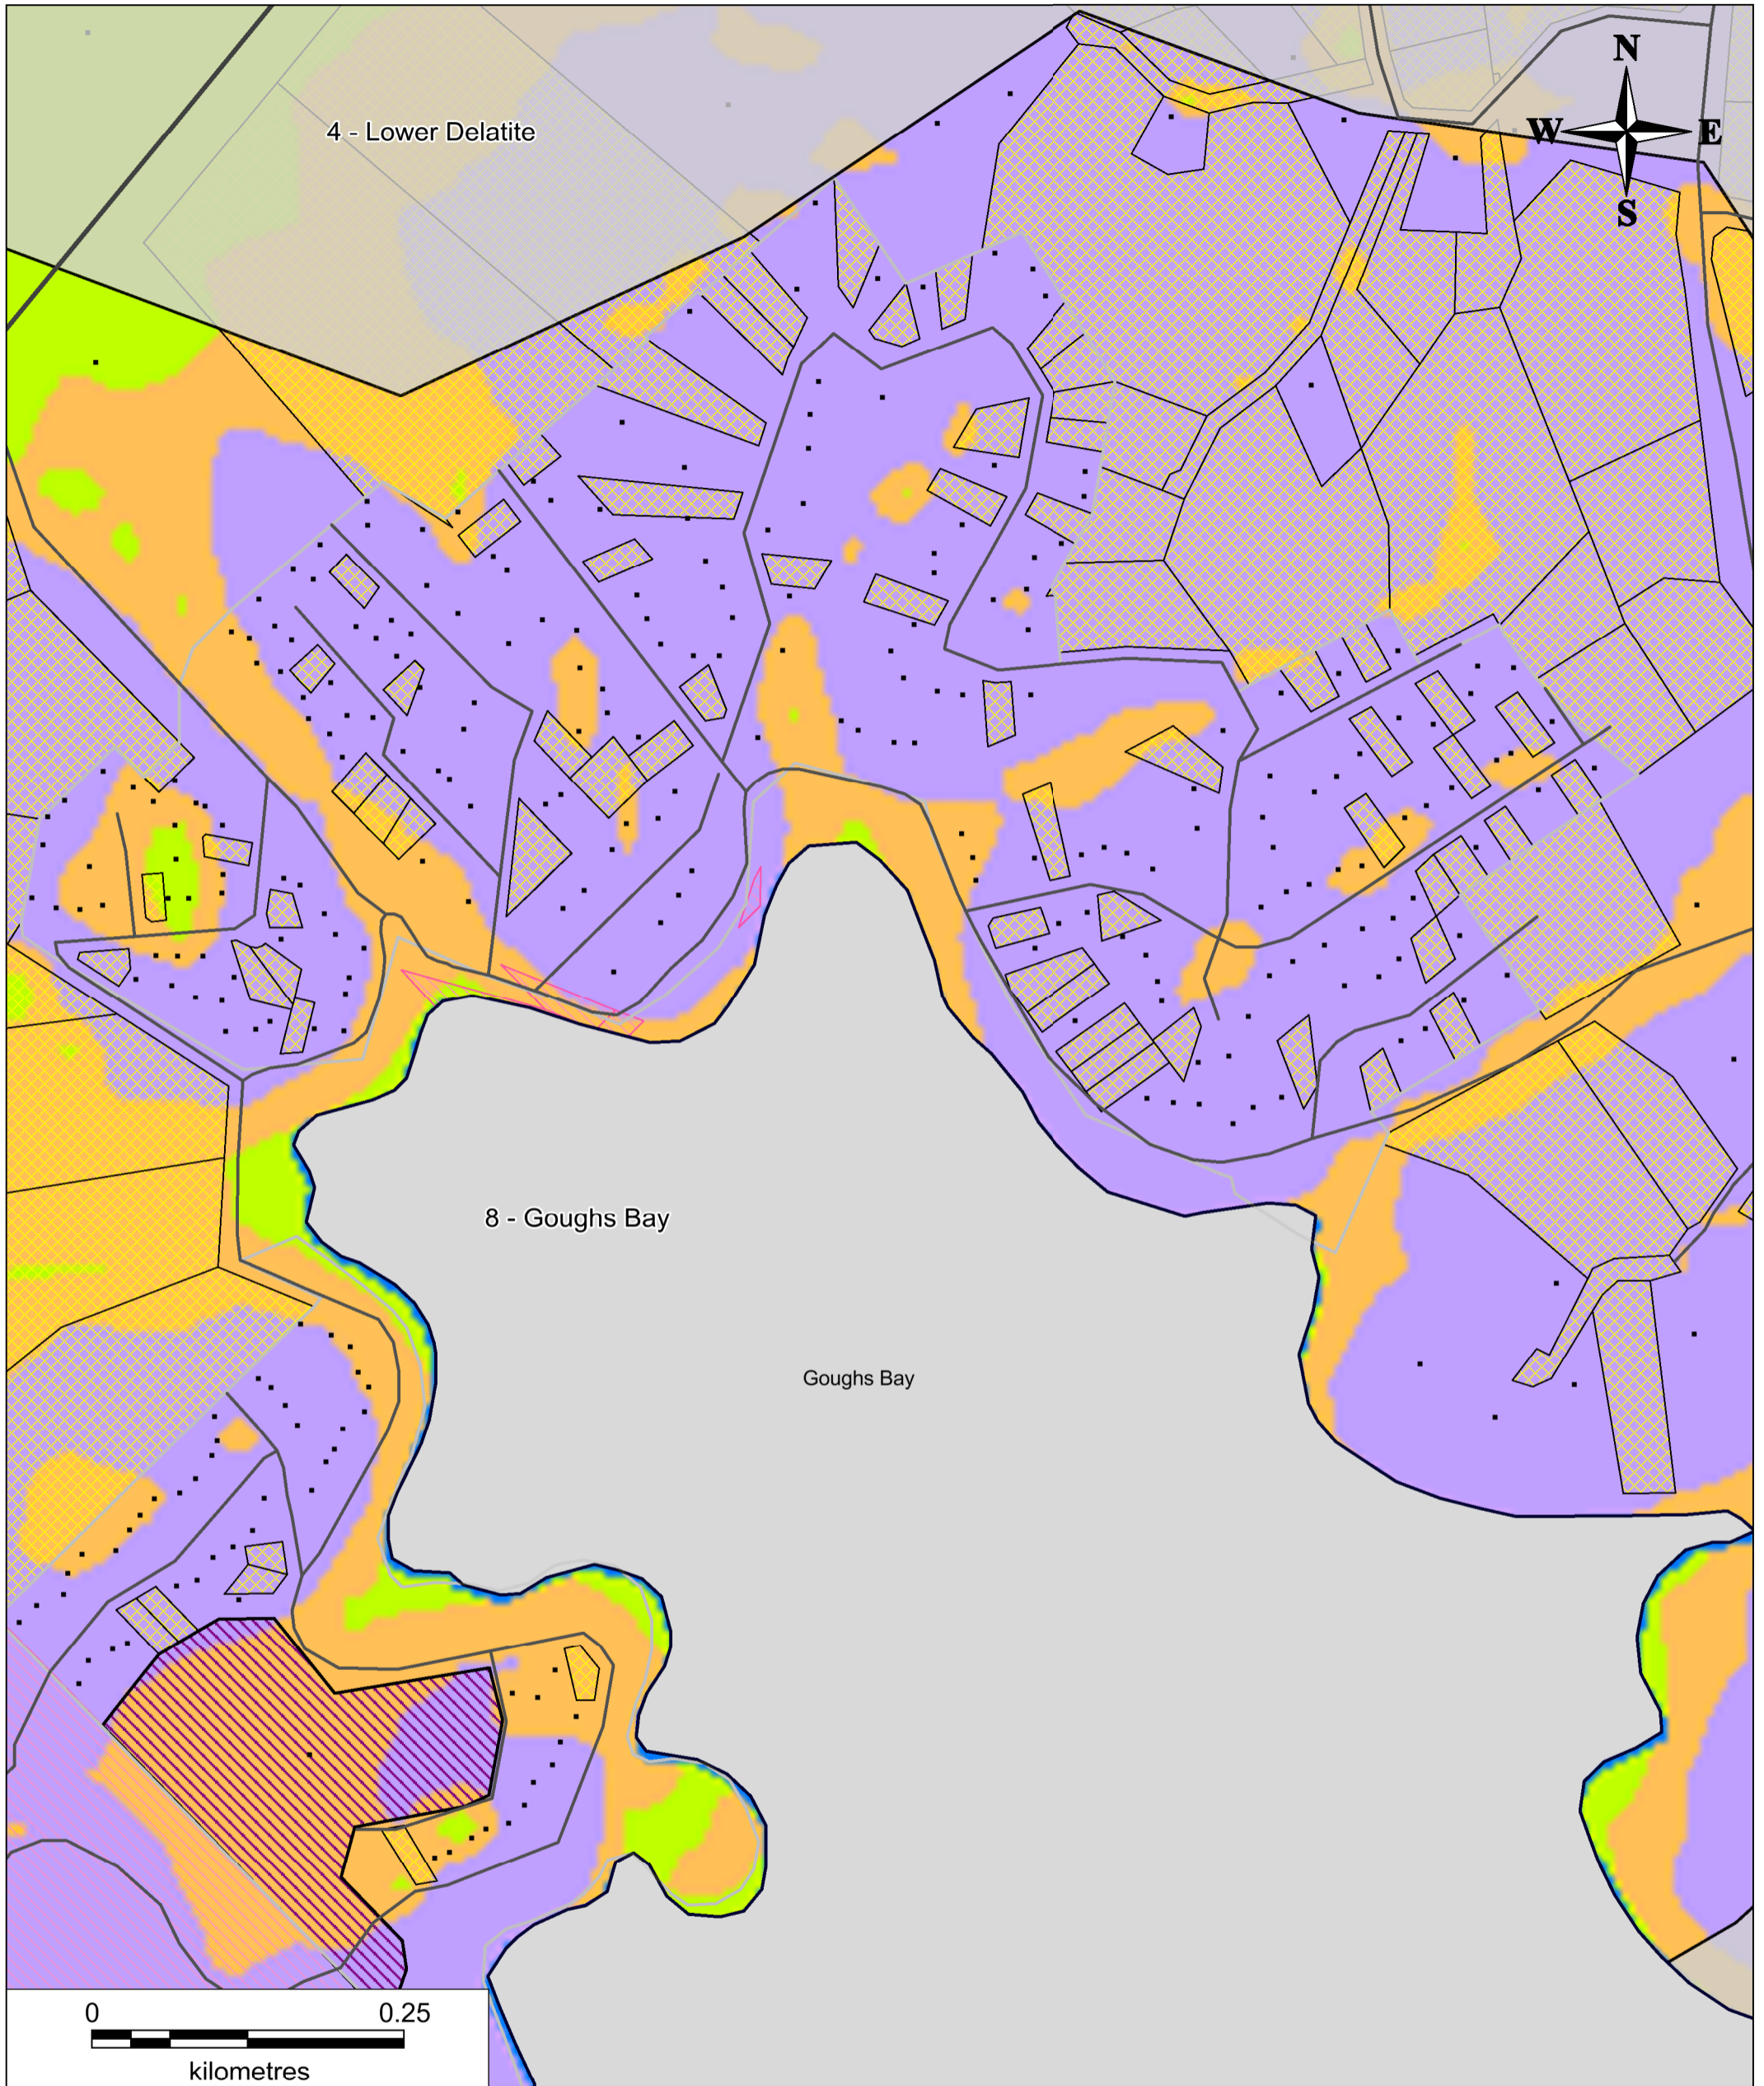 N
4 - Lower Delatite
W E
S
8 - Goughs Bay
Goughs Bay
0 0.25
kilometres